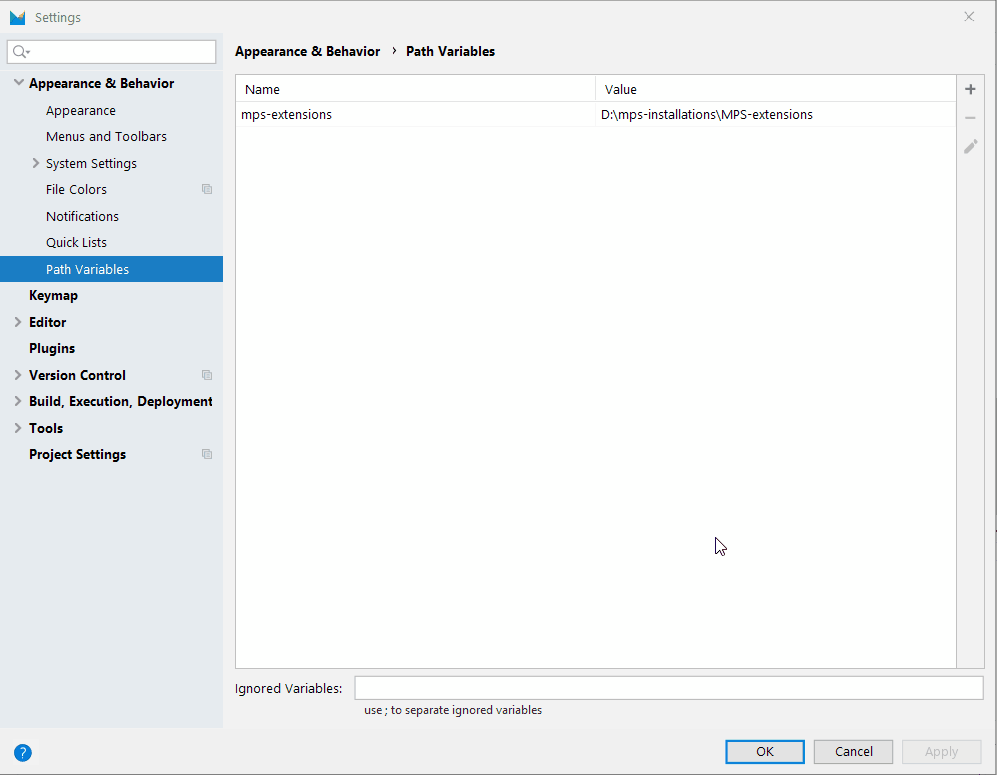 Settings
Appearance & Behavior
Appearance
Menus and Toolbars
System Settings
File Colors
Notifications
Quick Lists
Path Variables
Keymap
Editor
Plugins
Version Control
Build, Execution, Deployment
Tools
Project Settings
Appearance & Behavior › Path Variables
Name Value
mps-extensions D:\mps-installations\MPS-extensions
Ignored Variables:
use ; to separate ignored variables
? OK Cancel Apply